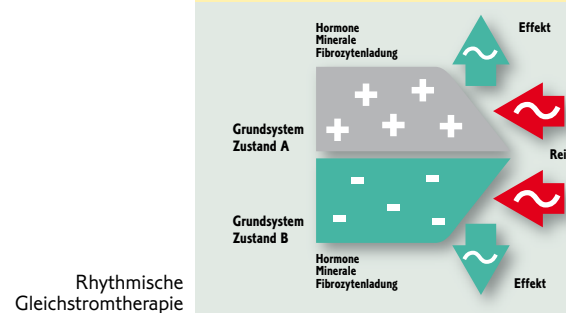 Hormone
Minerale
Fibrozytenladung
Effekt
Grundsystem
Zustand A
Grundsystem
Zustand B
Hormone
Minerale
Fibrozytenladung
Effekt
Rhythmische
Gleichstromtherapie